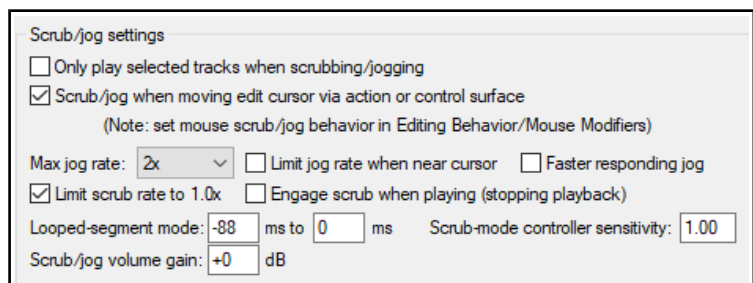 Scrub/jog settings
Only play selected tracks when scrubbing/jogging
Scrub/jog when moving edit cursor via action or control surface
(Note: set mouse scrub/jog behavior in Editing Behavior/Mouse Modifiers)
Max jog rate: 2x Limit jog rate when near cursor Faster responding jog
Limit scrub rate to 1.0x Engage scrub when playing (stopping playback)
Looped-segment mode: -88 ms to 0 ms Scrub-mode controller sensitivity: 1.00
Scrub/jog volume gain: +0 dB